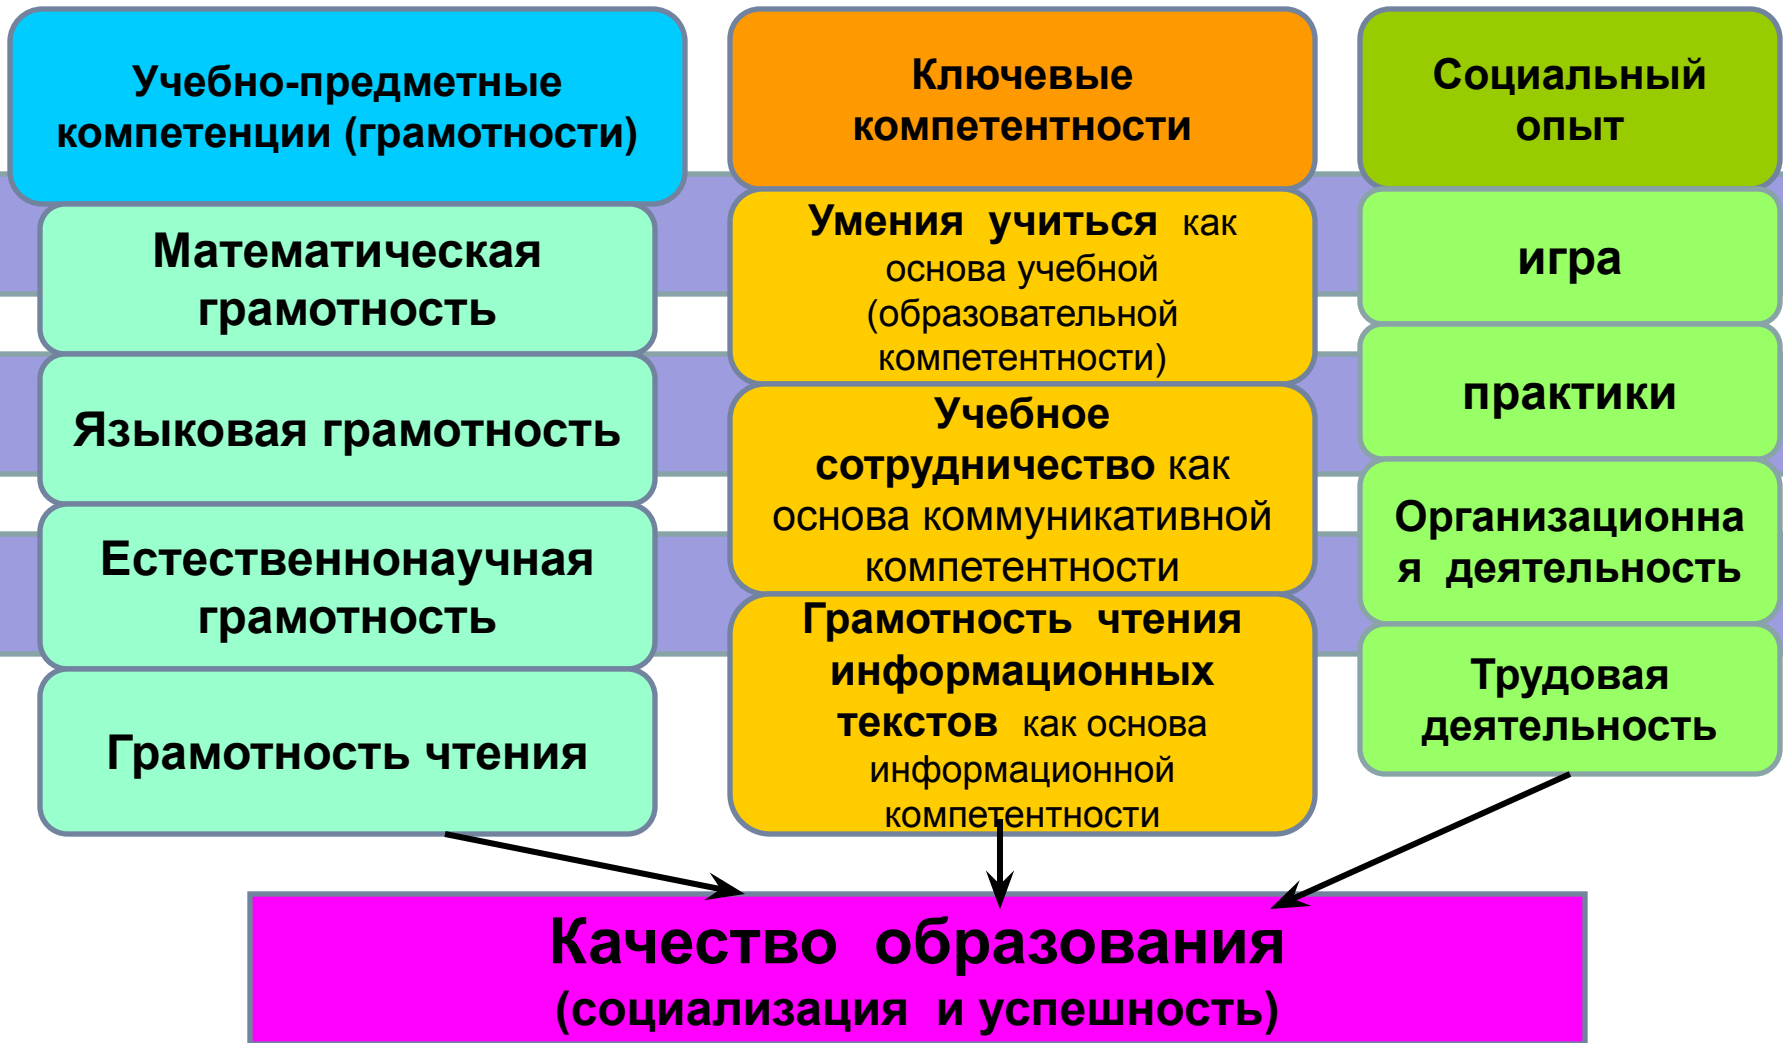 Учебно-предметные
компетенции (грамотности)
Математическая
грамотность
Языковая грамотность
Естественнонаучная
грамотность
Грамотность чтения
Ключевые
компетентности
Умения учиться как
основа учебной
(образовательной
компетентности)
Учебное
сотрудничество как
основа коммуникативной
компетентности
Грамотность чтения
информационных
текстов как основа
информационной
компетентности
Социальный
опыт
игра
практики
Организационна
я деятельность
Трудовая
деятельность
Качество образования
(социализация и успешность)